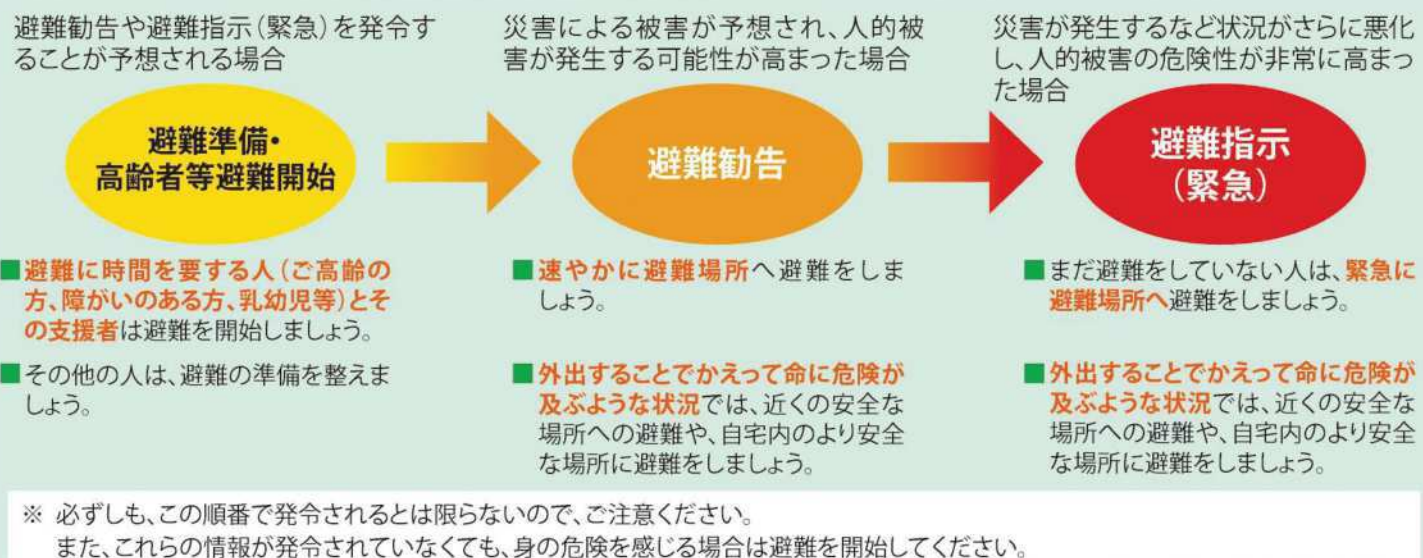 避難勧告や避難指示(緊急)を発令す
ることが予想される場合
避難準備・
高齢者等避難開始
■避難に時間を要する人(ご高齢の
方、障がいのある方、乳幼児等)とそ
の支援者は避難を開始しましょう。
■その他の人は、避難の準備を整えま
しょう。
災害による被害が予想され、人的被
害が発生する可能性が高まった場合
避難勧告
■速やかに避難場所へ避難をしま
しょう。
■外出することでかえって命に危険が
及ぶような状況では、近くの安全な
場所への避難や、自宅内のより安全
な場所に避難をしましょう。
災害が発生するなど状況がさらに悪化
し、人的被害の危険性が非常に高まっ
た場合
避難指示
(緊急)
■まだ避難をしていない人は、緊急に
避難場所へ避難をしましょう。
■外出することでかえって命に危険が
及ぶような状況では、近くの安全な
場所への避難や、自宅内のより安全
な場所に避難をしましょう。
※ 必ずしも、この順番で発令されるとは限らないので、ご注意ください。
また、これらの情報が発令されていなくても、身の危険を感じる場合は避難を開始してください。